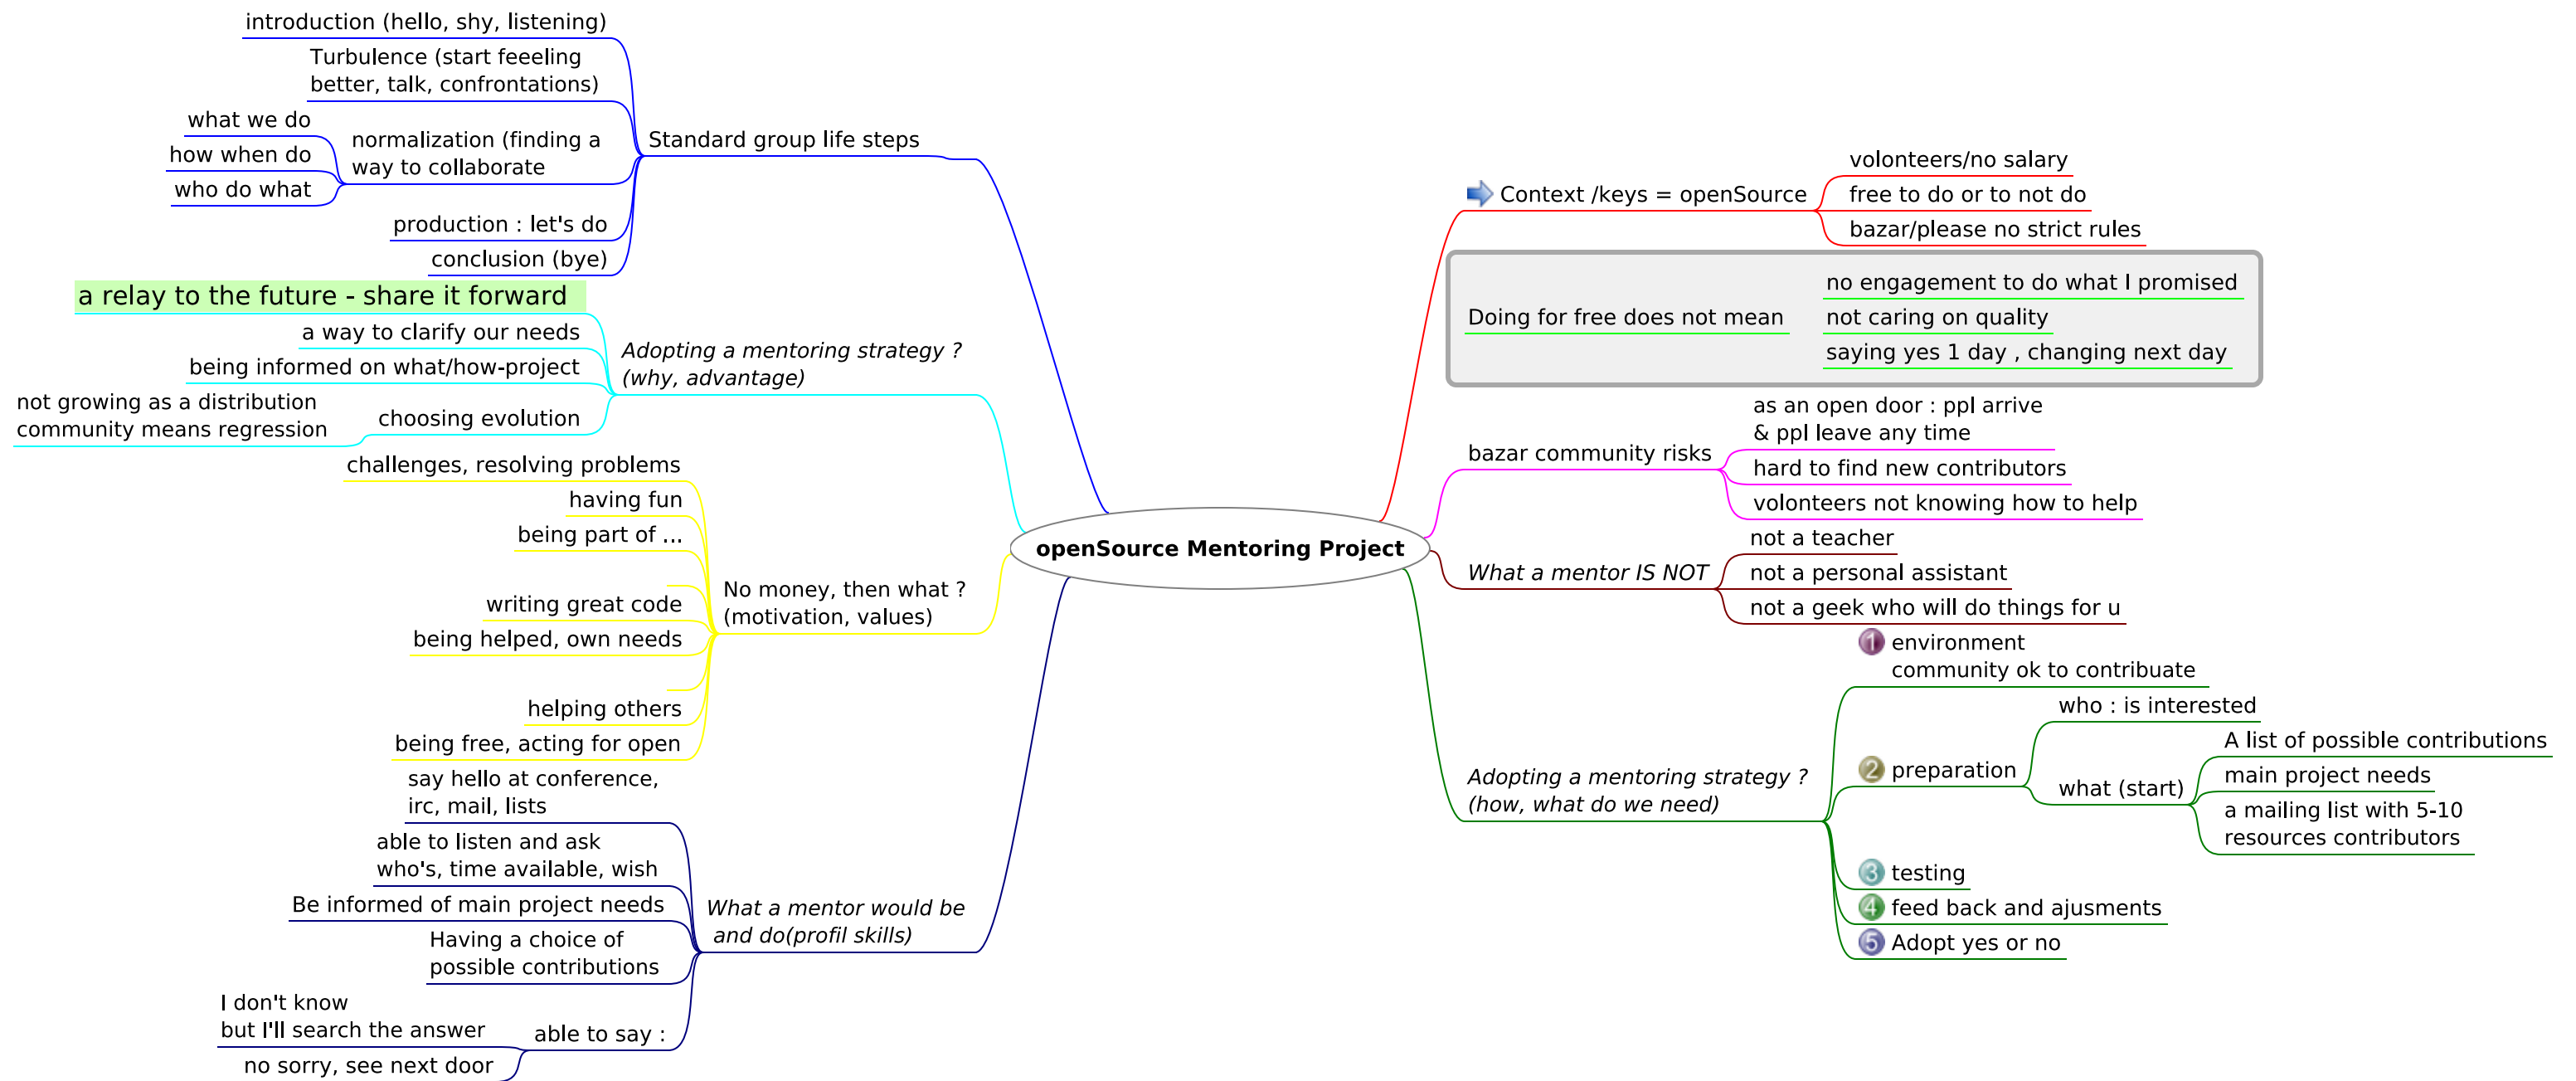 introduction (hello, shy, listening)
Turbulence (start feeeling
better, talk, confrontations)
what we do
how when do
who do what
normalization (finding a
way to collaborate
production : let's do
conclusion (bye)
Standard group life steps
a relay to the future - share it forward
a way to clarify our needs
being informed on what/how-project
not growing as a distribution
community means regression
choosing evolution
Adopting a mentoring strategy ?
(why, advantage)
challenges, resolving problems
having fun
being part of ...
writing great code
being helped, own needs
helping others
being free, acting for open
No money, then what ?
(motivation, values)
say hello at conference,
irc, mail, lists
able to listen and ask
who's, time available, wish
Be informed of main project needs
Having a choice of
possible contributions
I don't know
but I'll search the answer
no sorry, see next door
able to say :
What a mentor would be
and do(profil skills)
openSource Mentoring Project
Context /keys = openSource
volonteers/no salary
free to do or to not do
bazar/please no strict rules
Doing for free does not mean
no engagement to do what I promised
not caring on quality
saying yes 1 day , changing next day
bazar community risks
as an open door : ppl arrive
& ppl leave any time
hard to find new contributors
volonteers not knowing how to help
What a mentor IS NOT
not a teacher
not a personal assistant
not a geek who will do things for u
Adopting a mentoring strategy ?
(how, what do we need)
1 environment
community ok to contribuate
2 preparation
who : is interested
what (start)
A list of possible contributions
main project needs
a mailing list with 5-10
resources contributors
3 testing
4 feed back and ajusments
5 Adopt yes or no